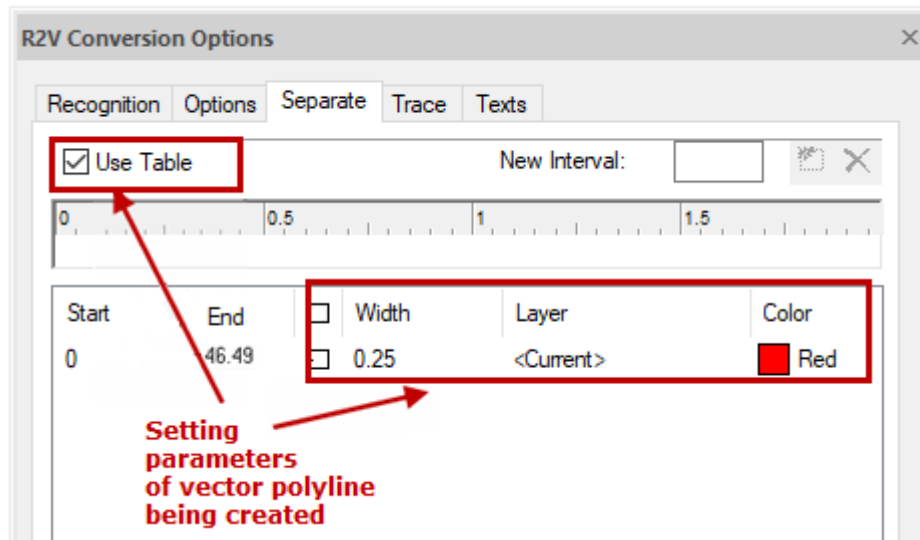 R2V Conversion Options
Recognition Options Separate Trace Texts
Use Table New Interval:
0 0.5 1 1.5
Start End Width Layer Color
0 46.49 0.25 <Current> Red
Setting
parameters
of vector polyline
being created